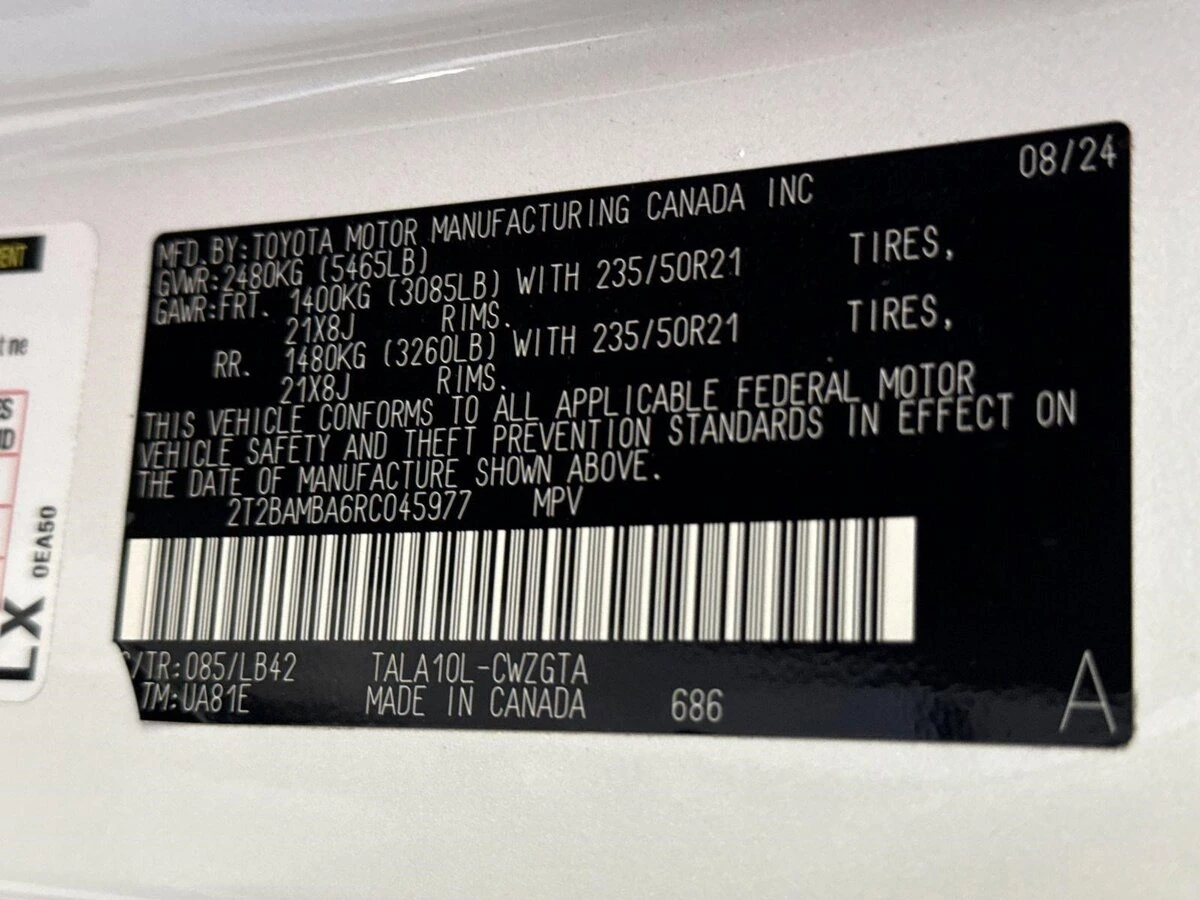 08/24
MFD.BY:TOYOTA MOTOR MANUFACTURING CANADA INC
GVWR:2480KG (5465LB)
GAWR:FRT. 1400KG (3085LB) WITH 235/50R21 TIRES,
21X8J RIMS.
RR. 1480KG (3260LB) WITH 235/50R21 TIRES,
21X8J RIMS.
THIS VEHICLE CONFORMS TO ALL APPLICABLE FEDERAL MOTOR
VEHICLE SAFETY AND THEFT PREVENTION STANDARDS IN EFFECT ON
THE DATE OF MANUFACTURE SHOWN ABOVE.
2T2BAMBA6RC045977 MPV
/TR:085/LB42 TALA10L-CWZGTA
TM:UA81E MADE IN CANADA 686
A
LX 0EA50